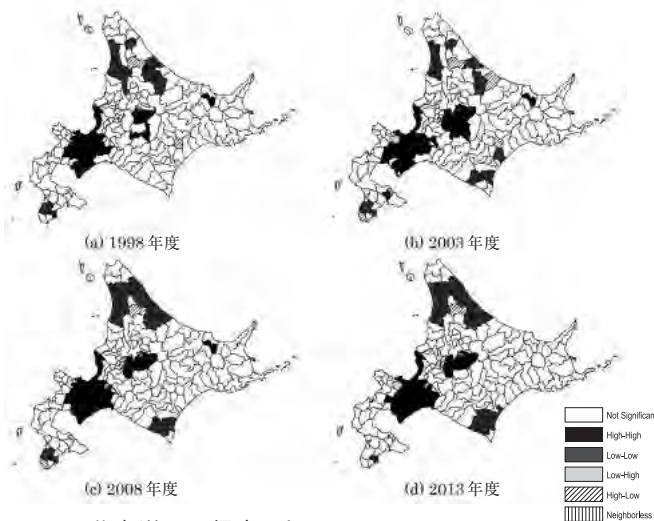 (a) 1998 年度
(b) 2003 年度
(c) 2008 年度
(d) 2013 年度
Not Significan
High-High
Low-Low
Low-High
High-Low
Neighborless